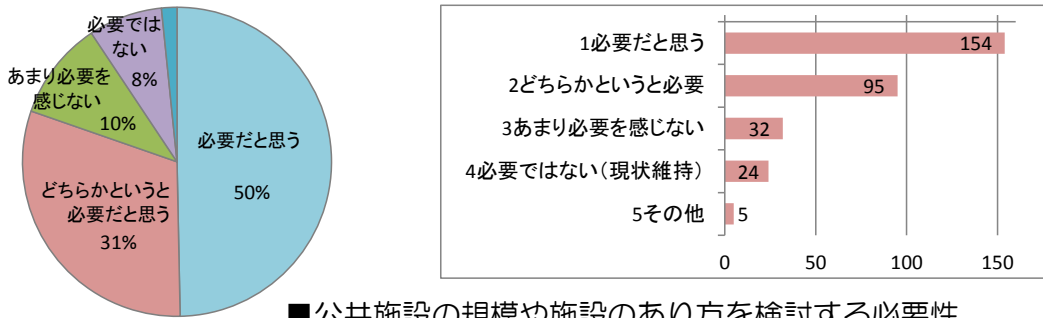 必要では
ない
8%
あまり必要を
感じない
10%
必要だと思う
50%
どちらかというと
必要だと思う
31%
1必要だと思う
154
2どちらかというと必要
95
3あまり必要を感じない
32
4必要ではない（現状維持）
24
5その他
5
0 50 100 150
■公共施設の規模や施設のあり方を検討する必要性